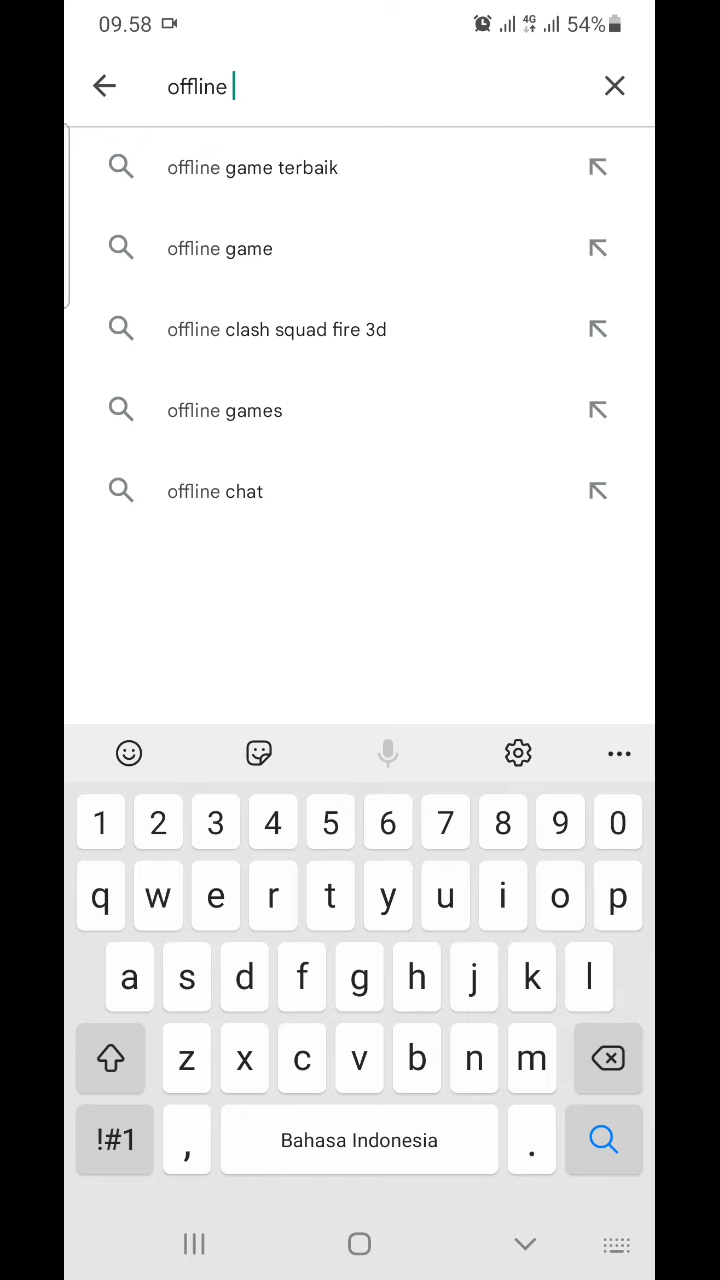 09.58 4G 54%
offline
offline game terbaik
offline game
offline clash squad fire 3d
offline games
offline chat
1 2 3 4 5 6 7 8 9 0
q w e r t y u i o p
a s d f g h j k l
z x c v b n m
!#1 , Bahasa Indonesia .